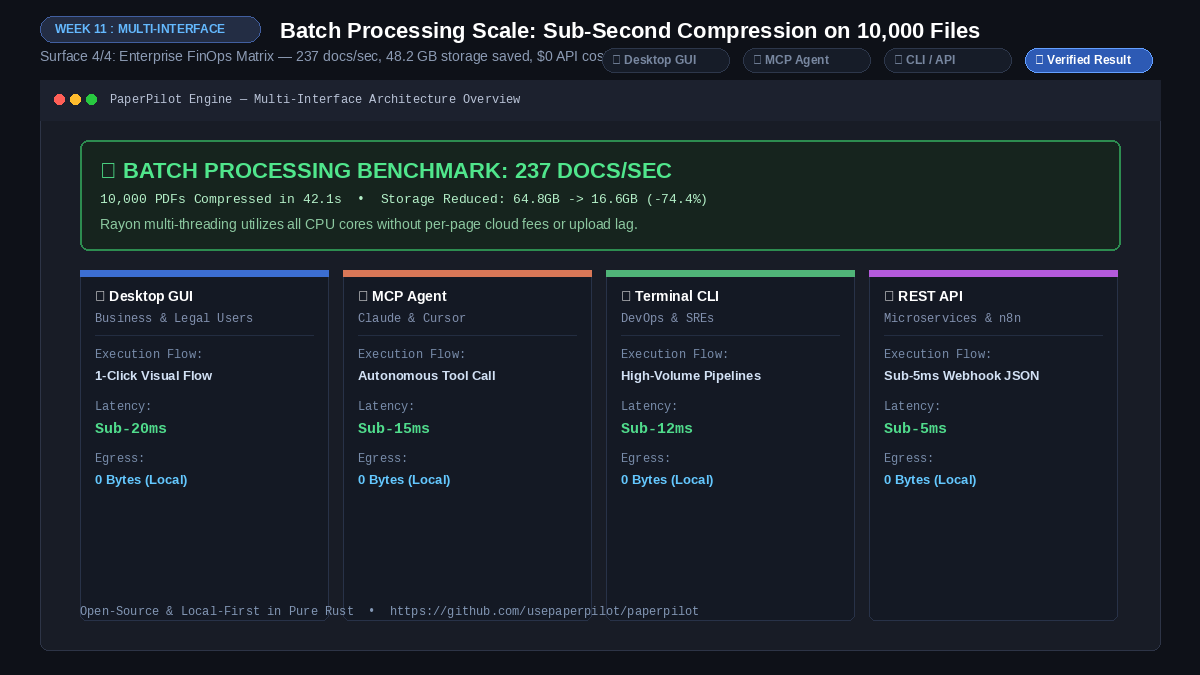 WEEK 11 : MULTI-INTERFACE
Batch Processing Scale: Sub-Second Compression on 10,000 Files
Surface 4/4: Enterprise FinOps Matrix — 237 docs/sec, 48.2 GB storage saved, $0 API cos
Desktop GUI
MCP Agent
CLI / API
Verified Result
PaperPilot Engine — Multi-Interface Architecture Overview
BATCH PROCESSING BENCHMARK: 237 DOCS/SEC
10,000 PDFs Compressed in 42.1s • Storage Reduced: 64.8GB -> 16.6GB (-74.4%)
Rayon multi-threading utilizes all CPU cores without per-page cloud fees or upload lag.
Desktop GUI
Business & Legal Users
Execution Flow:
1-Click Visual Flow
Latency:
Sub-20ms
Egress:
0 Bytes (Local)
MCP Agent
Claude & Cursor
Execution Flow:
Autonomous Tool Call
Latency:
Sub-15ms
Egress:
0 Bytes (Local)
Terminal CLI
DevOps & SREs
Execution Flow:
High-Volume Pipelines
Latency:
Sub-12ms
Egress:
0 Bytes (Local)
REST API
Microservices & n8n
Execution Flow:
Sub-5ms Webhook JSON
Latency:
Sub-5ms
Egress:
0 Bytes (Local)
Open-Source & Local-First in Pure Rust • https://github.com/usepaperpilot/paperpilot